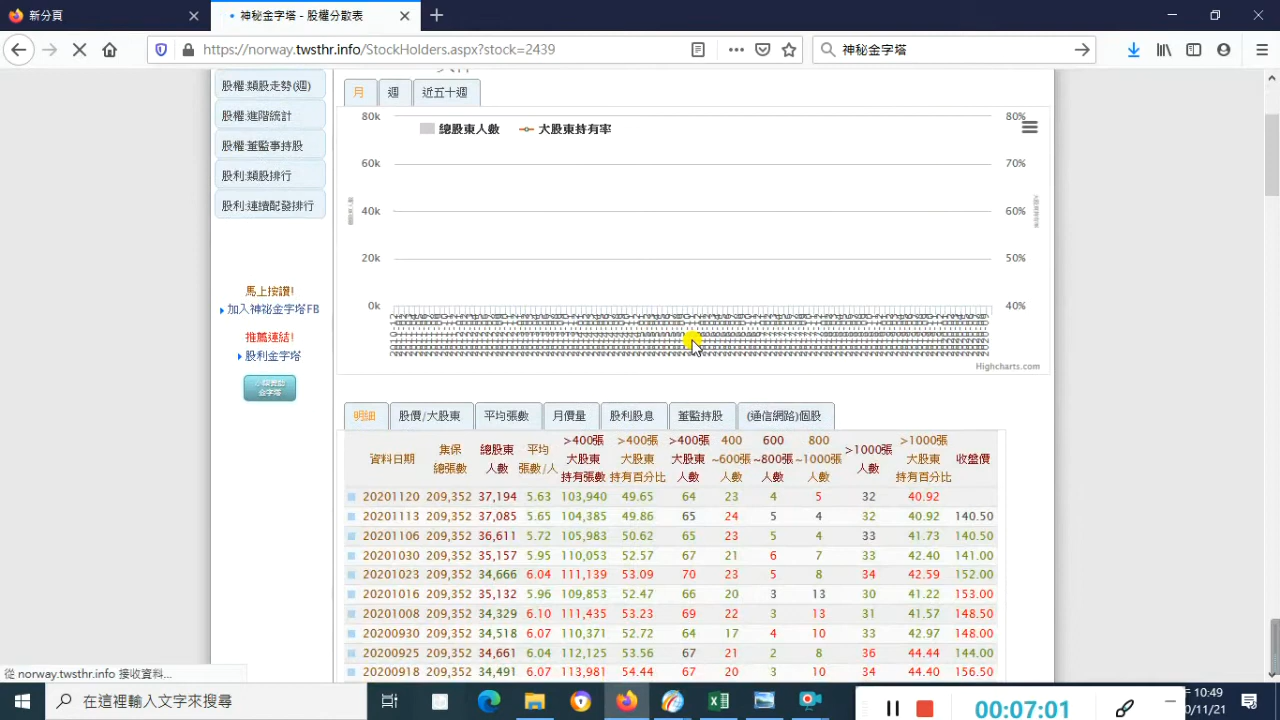 新分頁
神秘金字塔 - 股權分散表
https://norway.twsthr.info/StockHolders.aspx?stock=2439
神秘金字塔
股權:類股走勢(週)
股權:進階統計
股權:董監事持股
股利:類股排行
股利:連續配發排行
馬上按讚!
加入神祕金字塔FB
推薦連結!
股利金字塔
金字塔
月 週 近五十週
總股東人數 大股東持有率
80k 80%
60k 70%
40k 60%
20k 50%
0k 40%
Highcharts.com
明細 股價/大股東 平均張數 月價量 股利股息 董監持股 (通信網路)個股
資料日期 集保總張數 總股東人數 平均張數/人 >400張大股東持有張數 >400張大股東持有百分比 >400張大股東人數 400~600張人數 600~800張人數 800~1000張人數 >1000張人數 >1000張大股東持有百分比 收盤價
20201120 209,352 37,194 5.63 103,940 49.65 64 23 4 5 32 40.92
20201113 209,352 37,085 5.65 104,385 49.86 65 24 5 4 32 40.92 140.50
20201106 209,352 36,611 5.72 105,983 50.62 65 23 5 4 33 41.73 140.50
20201030 209,352 35,157 5.95 110,053 52.57 67 21 6 7 33 42.40 141.00
20201023 209,352 34,666 6.04 111,139 53.09 70 23 5 8 34 42.59 152.00
20201016 209,352 35,132 5.96 109,853 52.47 66 20 3 13 30 41.22 153.00
20201008 209,352 34,329 6.10 111,435 53.23 69 22 3 13 31 41.57 148.50
20200930 209,352 34,518 6.07 110,371 52.72 64 17 4 10 33 42.97 148.00
20200925 209,352 34,661 6.04 112,125 53.56 67 21 2 8 36 44.44 144.00
20200918 209,352 34,491 6.07 113,981 54.44 67 20 3 10 34 44.40 156.50
從 norway.twsthr.info 接收資料...
在這裡輸入文字來搜尋
00:07:01
10:49
0/11/21